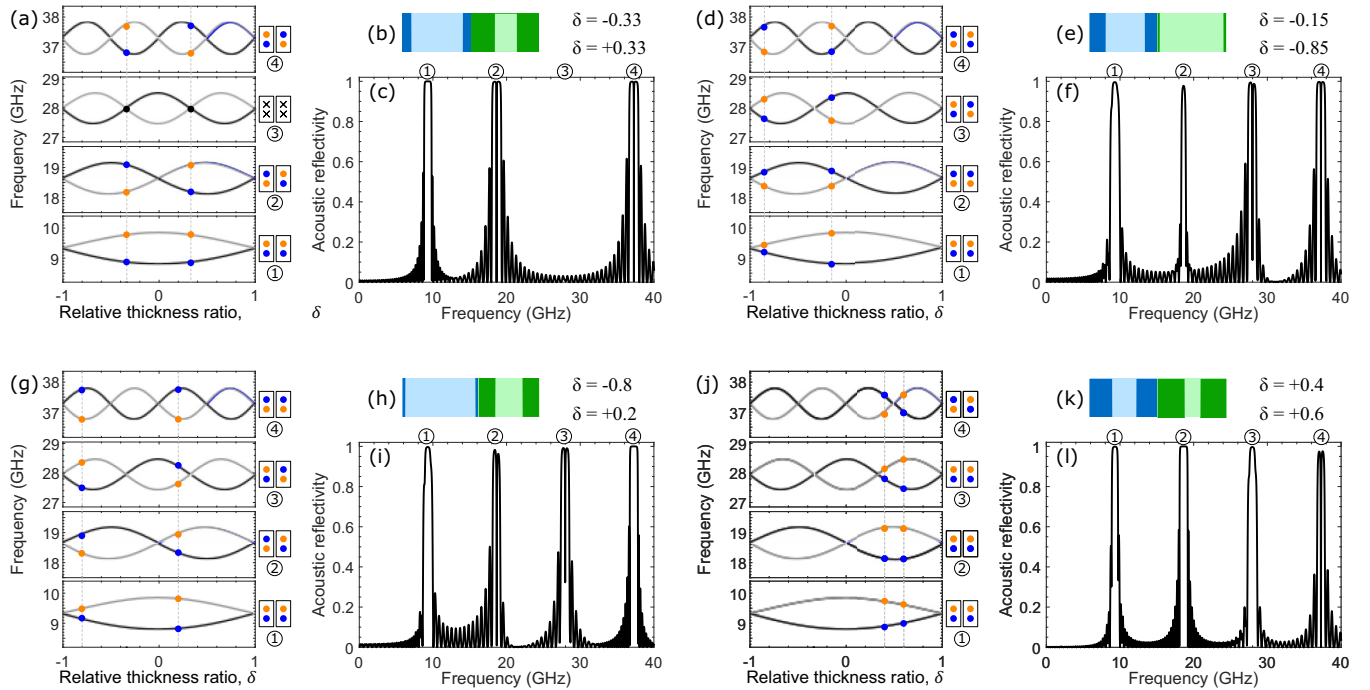 (a)
38
37
④
Frequency (GHz)
29
28
27
③
19
18
②
10
9
①
-1 0 1
Relative thickness ratio, δ
(b)
δ = -0.33
δ = +0.33
① ② ③ ④
(c)
Acoustic reflectivity
1
0.8
0.6
0.4
0.2
0
0 10 20 30 40
Frequency (GHz)
(d)
38
37
④
Frequency (GHz)
29
28
27
③
19
18
②
10
9
①
-1 0 1
Relative thickness ratio, δ
(e)
δ = -0.15
δ = -0.85
① ② ③ ④
(f)
Acoustic reflectivity
1
0.8
0.6
0.4
0.2
0
0 10 20 30 40
Frequency (GHz)
(g)
38
37
④
Frequency (GHz)
29
28
27
③
19
18
②
10
9
①
-1 0 1
Relative thickness ratio, δ
(h)
δ = -0.8
δ = +0.2
① ② ③ ④
(i)
Acoustic reflectivity
1
0.8
0.6
0.4
0.2
0
0 10 20 30 40
Frequency (GHz)
(j)
38
37
④
Frequency (GHz)
29
28
27
③
19
18
②
10
9
①
-1 0 1
Relative thickness ratio, δ
(k)
δ = +0.4
δ = +0.6
① ② ③ ④
(l)
Acoustic reflectivity
1
0.8
0.6
0.4
0.2
0
0 10 20 30 40
Frequency (GHz)